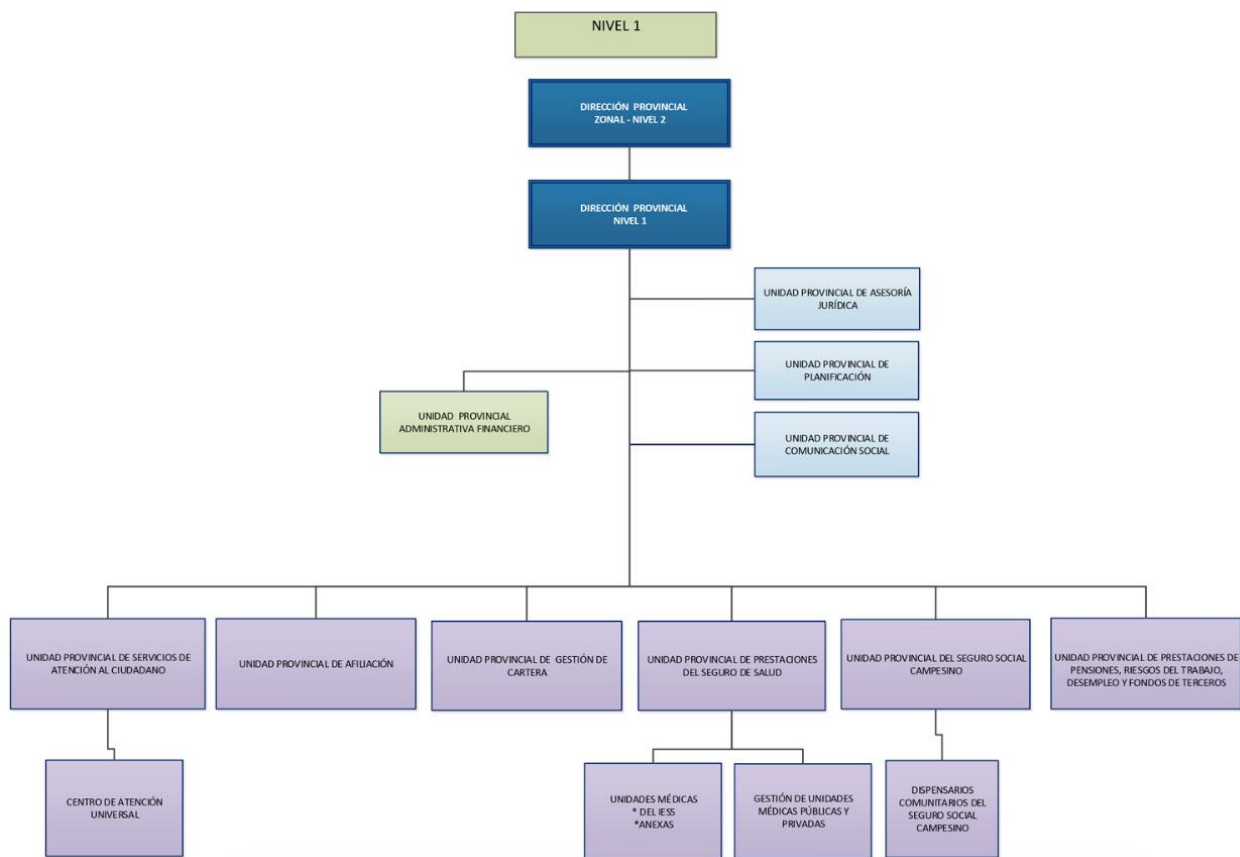 NIVEL 1
DIRECCIÓN PROVINCIAL
ZONAL - NIVEL 2
DIRECCIÓN PROVINCIAL
NIVEL 1
UNIDAD PROVINCIAL DE ASESORÍA
JURÍDICA
UNIDAD PROVINCIAL DE
PLANIFICACIÓN
UNIDAD PROVINCIAL
ADMINISTRATIVA FINANCIERO
UNIDAD PROVINCIAL DE
COMUNICACIÓN SOCIAL
UNIDAD PROVINCIAL DE SERVICIOS DE
ATENCIÓN AL CIUDADANO
UNIDAD PROVINCIAL DE AFILIACIÓN
UNIDAD PROVINCIAL DE GESTIÓN DE
CARTERA
UNIDAD PROVINCIAL DE PRESTACIONES
DEL SEGURO DE SALUD
UNIDAD PROVINCIAL DEL SEGURO SOCIAL
CAMPESINO
UNIDAD PROVINCIAL DE PRESTACIONES DE
PENSIONES, RIESGOS DEL TRABAJO,
DESEMPLEO Y FONDOS DE TERCEROS
CENTRO DE ATENCIÓN
UNIVERSAL
UNIDADES MÉDICAS
* DEL IESS
*ANEXAS
GESTIÓN DE UNIDADES
MÉDICAS PÚBLICAS Y
PRIVADAS
DISPENSARIOS
COMUNITARIOS DEL
SEGURO SOCIAL
CAMPESINO